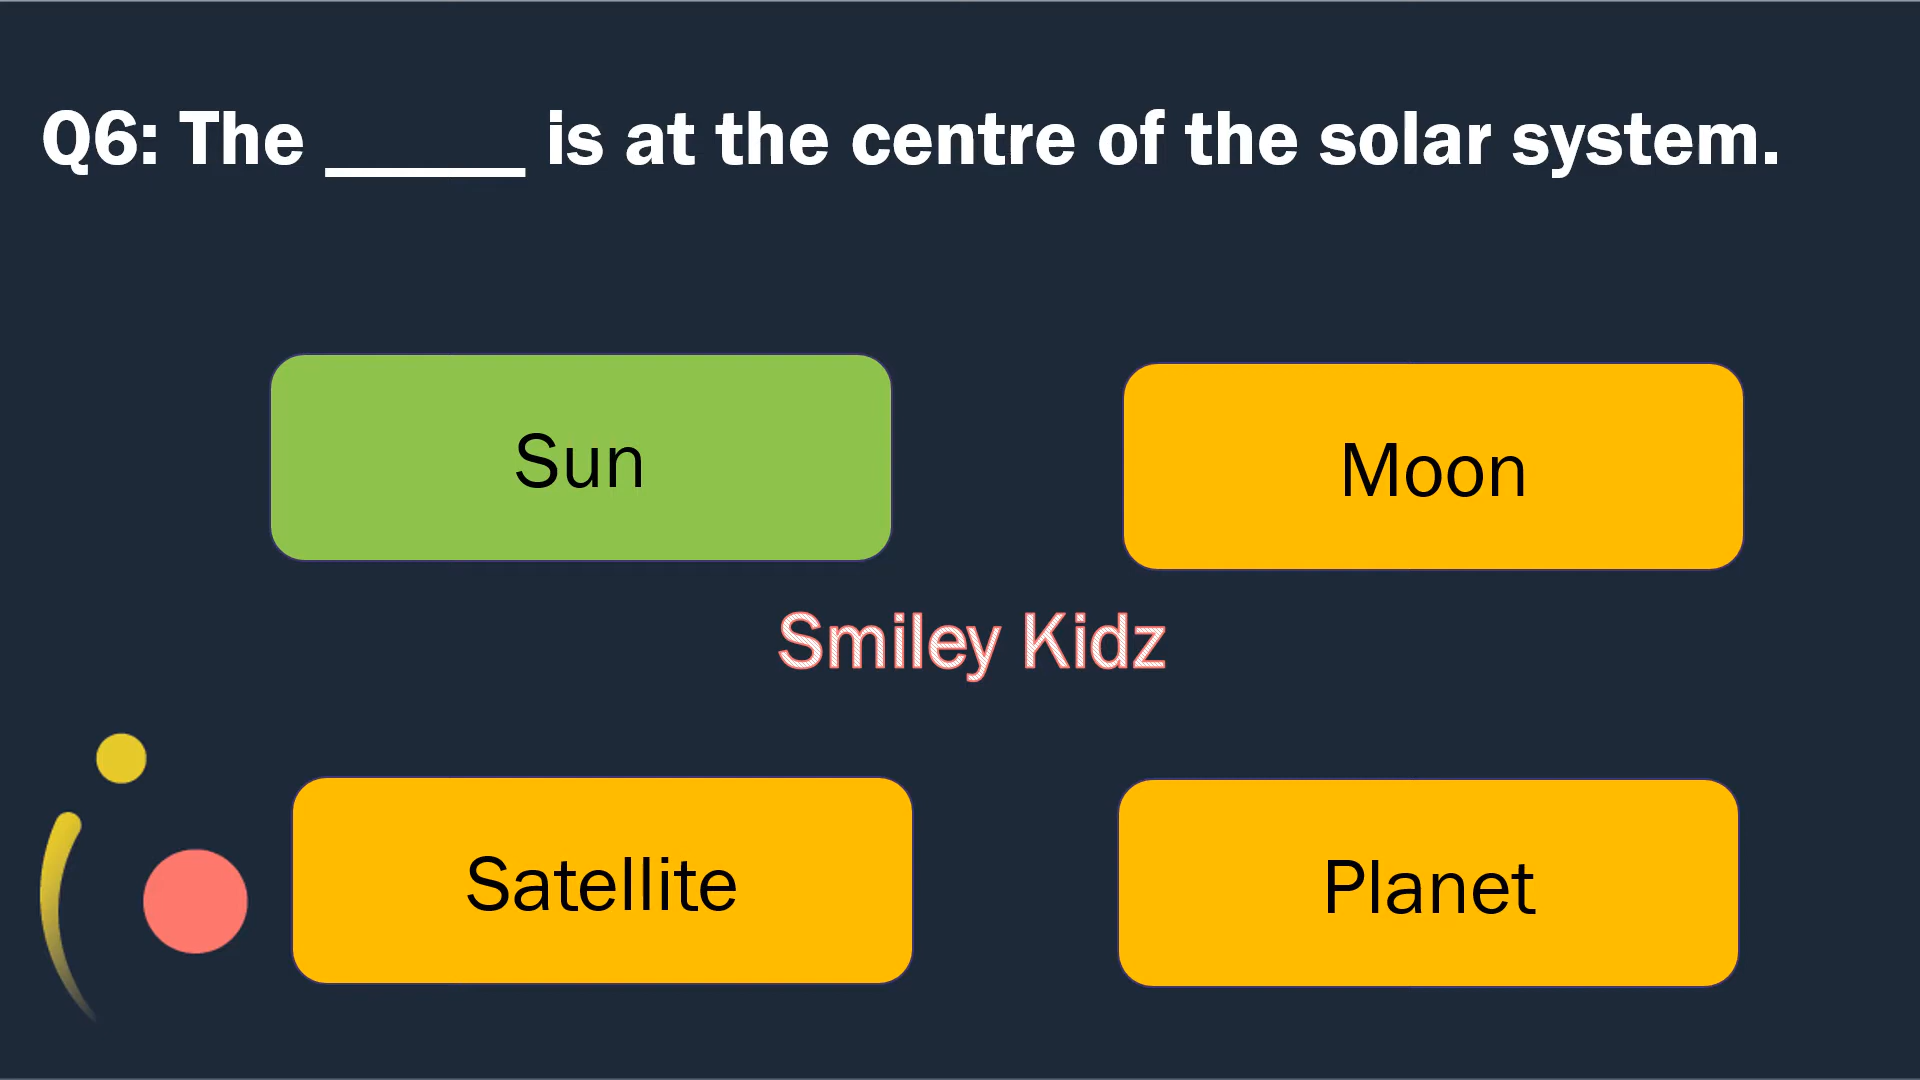 Q6: The ______ is at the centre of the solar system.
Sun
Moon
Smiley Kidz
Satellite
Planet